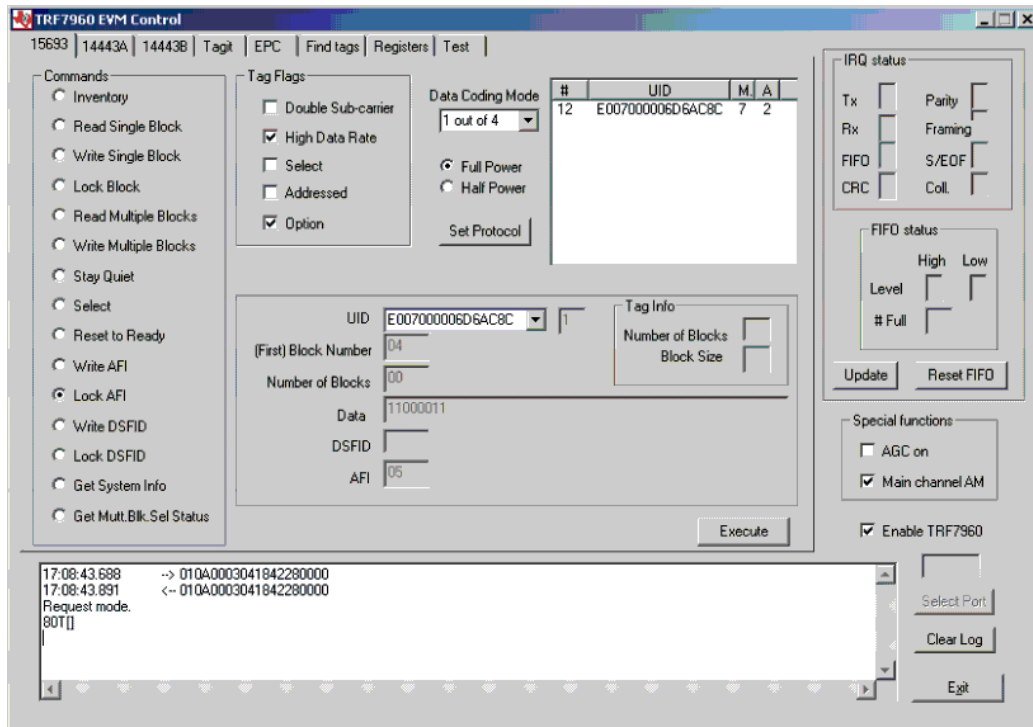 TRF7960 EVM Control
15693 14443A 14443B Tagit EPC Find tags Registers Test
Commands
Inventory
Read Single Block
Write Single Block
Lock Block
Read Multiple Blocks
Write Multiple Blocks
Stay Quiet
Select
Reset to Ready
Write AFI
Lock AFI
Write DSFID
Lock DSFID
Get System Info
Get Mutt.Blk.Sel Status
Tag Flags
Double Sub-carrier
High Data Rate
Select
Addressed
Option
Data Coding Mode
1 out of 4
Full Power
Half Power
Set Protocol
# UID M. A
12 E007000006D6AC8C 7 2
UID E007000006D6AC8C 1
(First) Block Number 04
Number of Blocks 00
Data 11000011
DSFID
AFI 05
Tag Info
Number of Blocks
Block Size
Execute
IRQ status
Tx Parity
Rx Framing
FIFO S/EOF
CRC Coll.
FIFO status
High Low
Level
# Full
Update Reset FIFO
Special functions
AGC on
Main channel AM
Enable TRF7960
Select Port
Clear Log
Exit
17:08:43.688 --> 010A0003041842280000
17:08:43.891 <-- 010A0003041842280000
Request mode.
80T[]